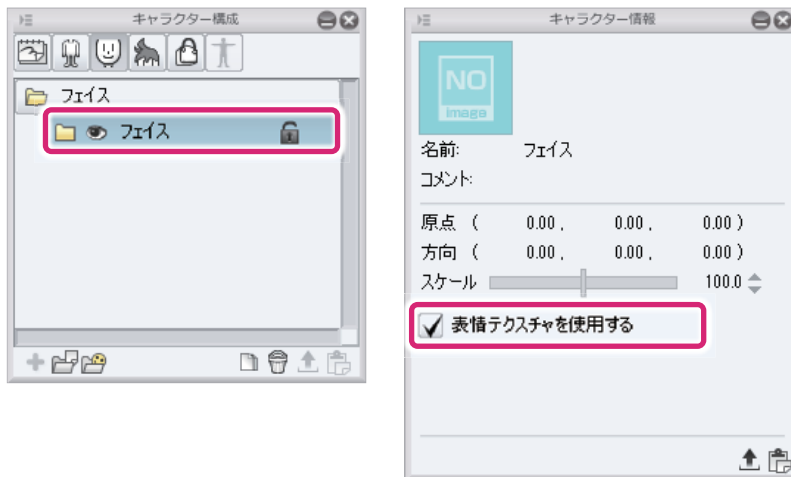 キャラクター構成
フェイス
フェイス
キャラクター情報
NO
image
名前: フェイス
コメント:
原点 ( 0.00 , 0.00 , 0.00 )
方向 ( 0.00 , 0.00 , 0.00 )
スケール 100.0
表情テクスチャを使用する